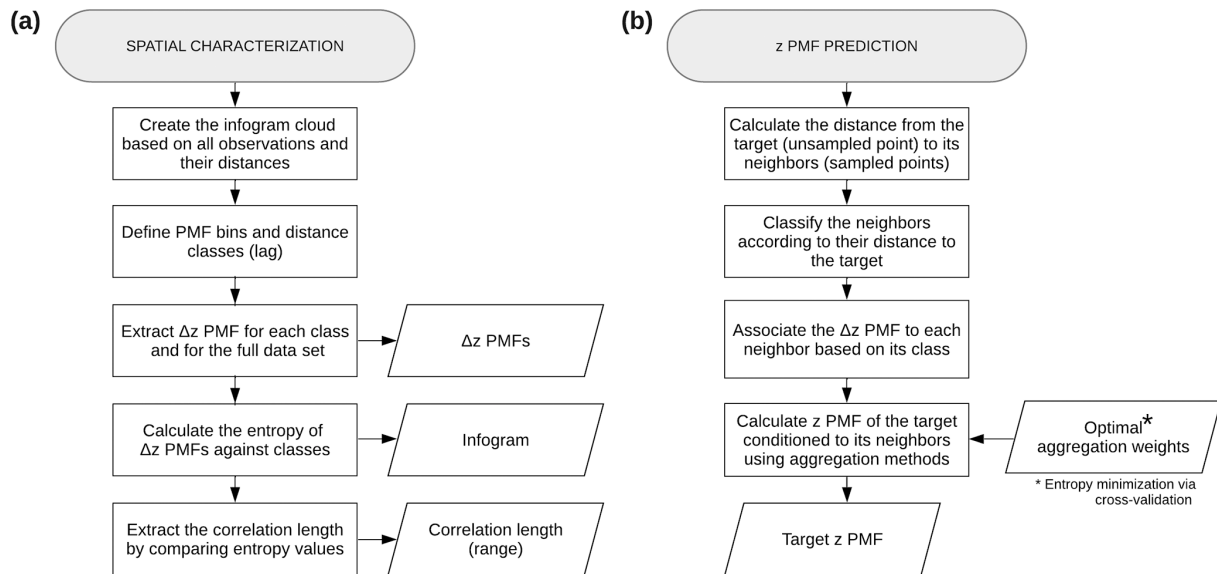 (a)
SPATIAL CHARACTERIZATION
Create the infogram cloud
based on all observations and
their distances
Define PMF bins and distance
classes (lag)
Extract Δz PMF for each class
and for the full data set
Δz PMFs
Calculate the entropy of
Δz PMFs against classes
Infogram
Extract the correlation length
by comparing entropy values
Correlation length
(range)
(b)
z PMF PREDICTION
Calculate the distance from the
target (unsampled point) to its
neighbors (sampled points)
Classify the neighbors
according to their distance to
the target
Associate the Δz PMF to each
neighbor based on its class
Calculate z PMF of the target
conditioned to its neighbors
using aggregation methods
Optimal*
aggregation weights
* Entropy minimization via
cross-validation
Target z PMF